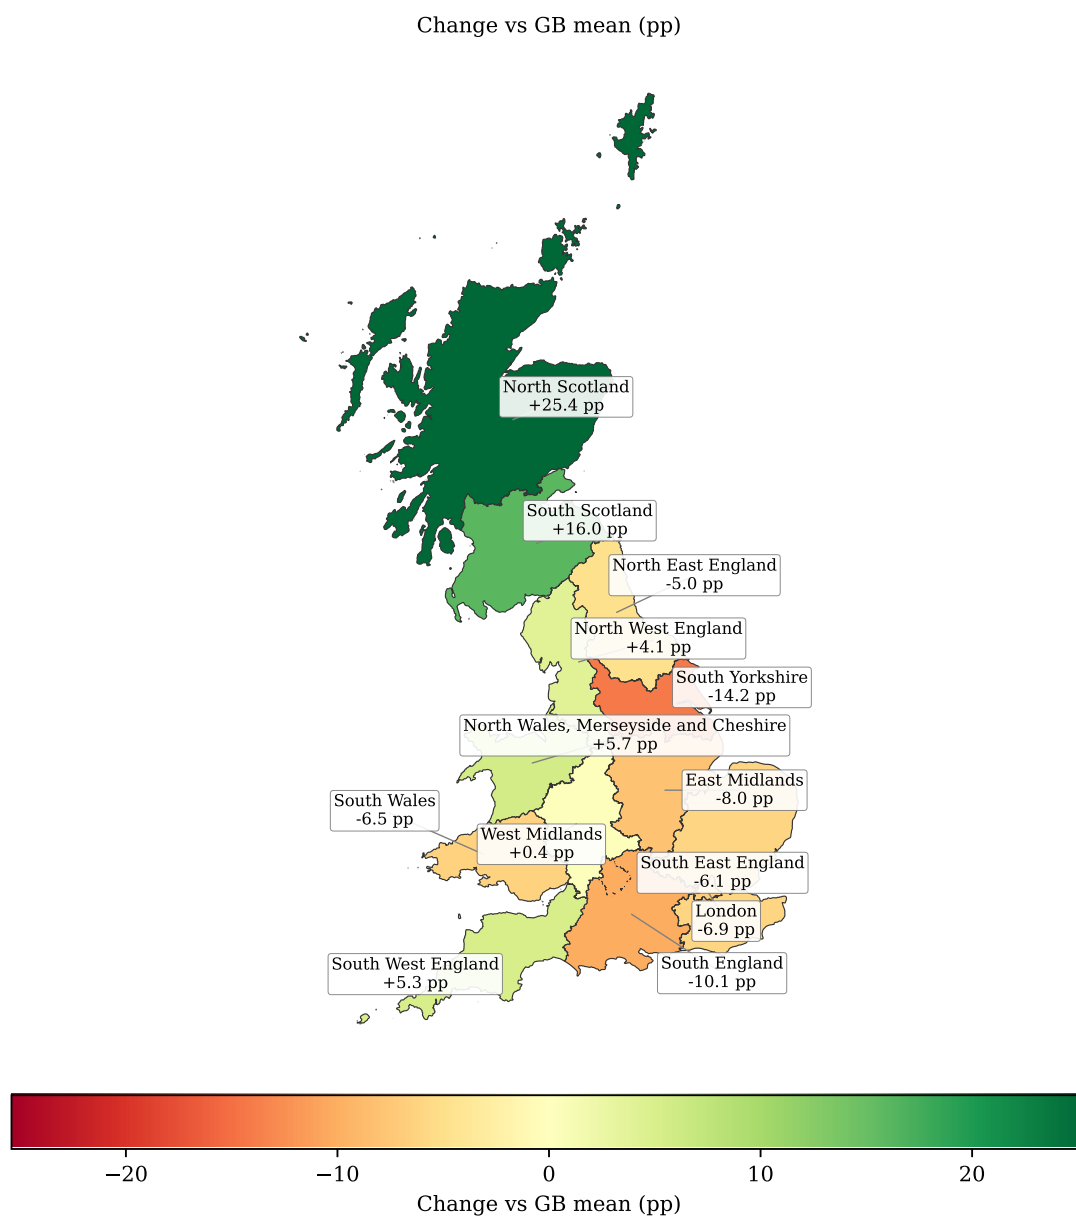 Change vs GB mean (pp)
North Scotland
+25.4 pp
South Scotland
+16.0 pp
North East England
-5.0 pp
North West England
+4.1 pp
South Yorkshire
-14.2 pp
North Wales, Merseyside and Cheshire
+5.7 pp
East Midlands
-8.0 pp
South Wales
-6.5 pp
West Midlands
+0.4 pp
South East England
-6.1 pp
London
-6.9 pp
South West England
+5.3 pp
South England
-10.1 pp
−20
−10
0
10
20
Change vs GB mean (pp)